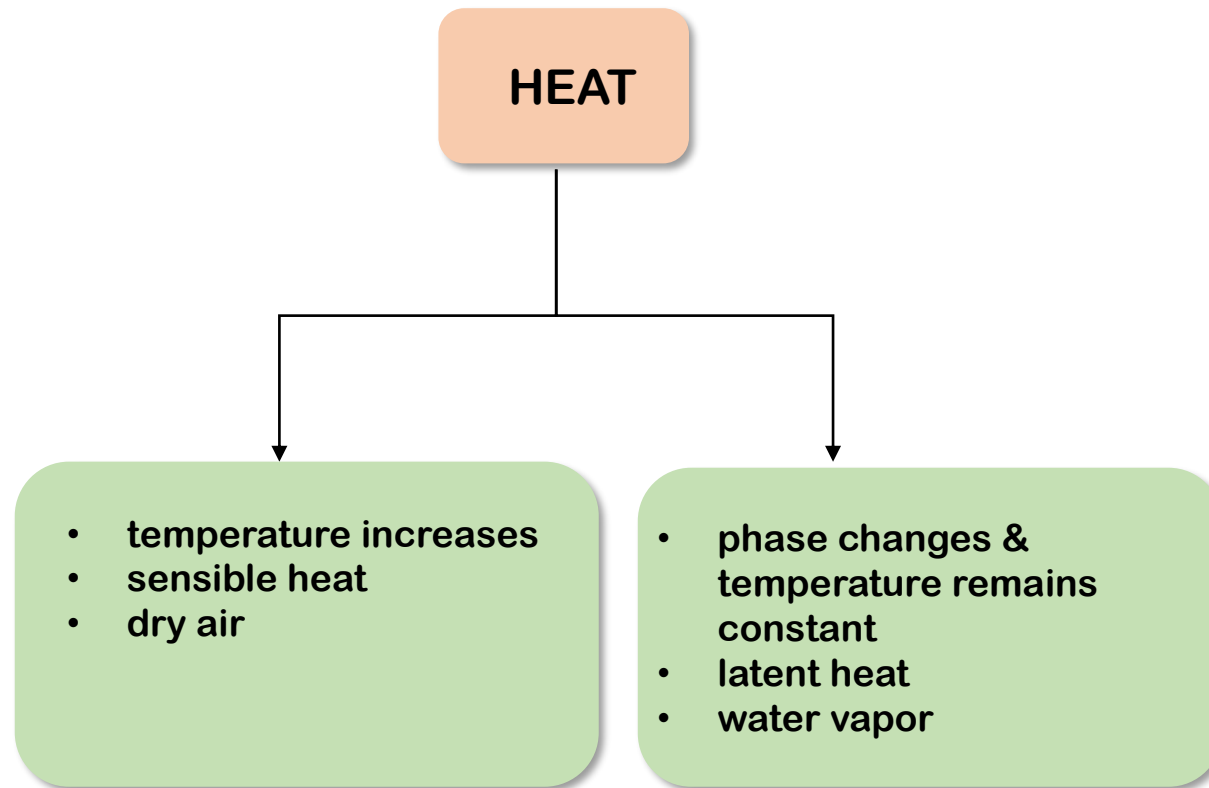 HEAT
• temperature increases
• sensible heat
• dry air
• phase changes &
temperature remains
constant
• latent heat
• water vapor